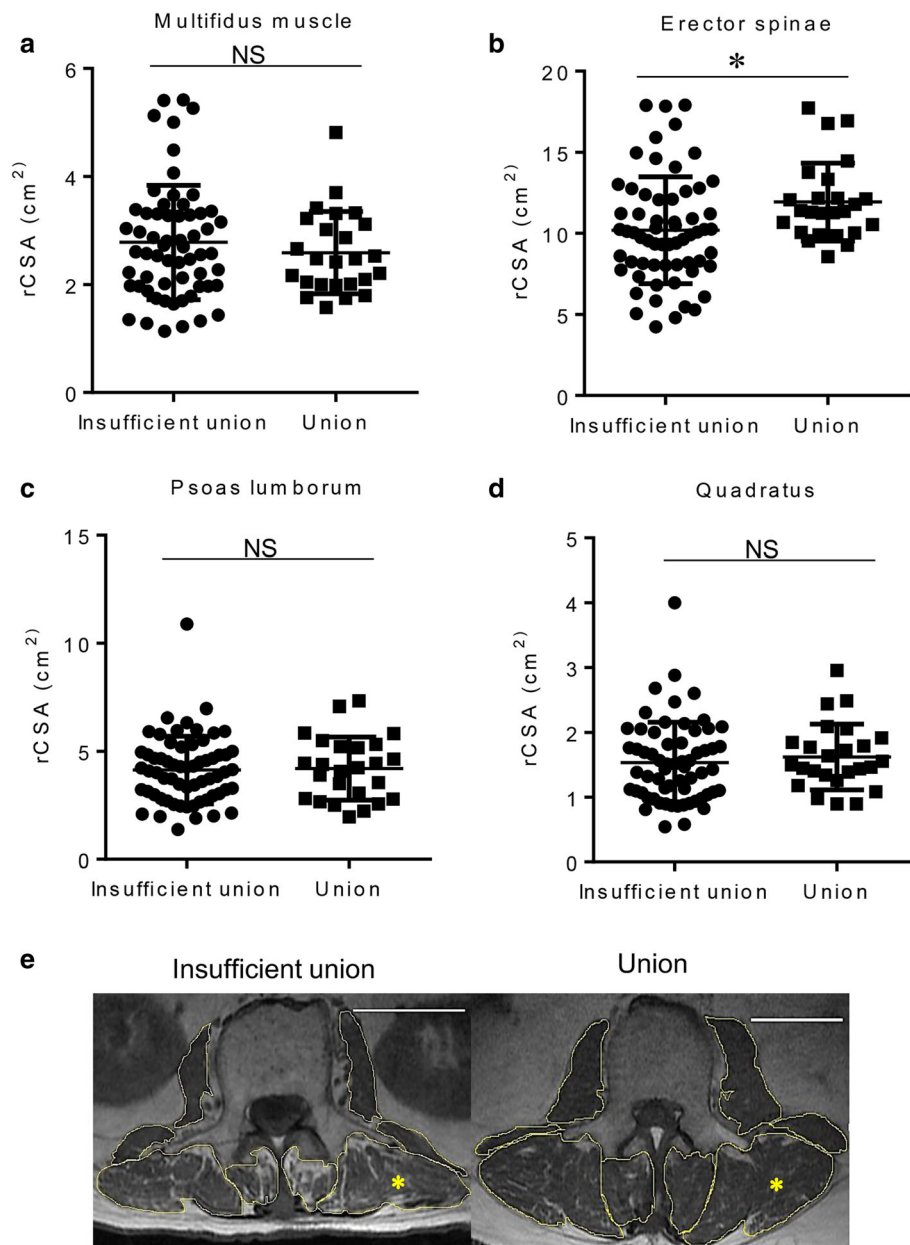 a
Multifidus muscle
NS
6
4
2
0
rCSA (cm²)
Insufficient union
Union
b
Erector spinae
*
20
15
10
5
0
rCSA (cm²)
Insufficient union
Union
c
Psoas lumborum
NS
15
10
5
0
rCSA (cm²)
Insufficient union
Union
d
Quadratus
NS
5
4
3
2
1
0
rCSA (cm²)
Insufficient union
Union
e
Insufficient union
Union
*
*